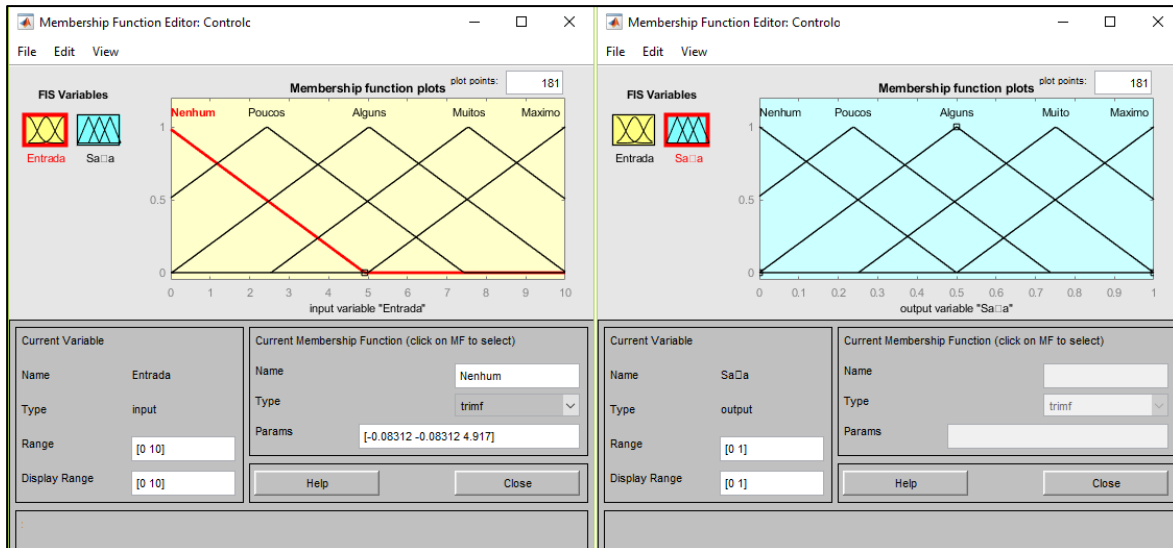 Membership Function Editor: Controlc
File Edit View
FIS Variables
Entrada
Sa□a
Membership function plots
plot points: 181
Nenhum Poucos Alguns Muitos Maximo
1
0.5
0
0 1 2 3 4 5 6 7 8 9 10
input variable "Entrada"
Current Variable
Name Entrada
Type input
Range [0 10]
Display Range [0 10]
Current Membership Function (click on MF to select)
Name Nenhum
Type trimf
Params [-0.08312 -0.08312 4.917]
Help Close
Membership Function Editor: Controlo
File Edit View
FIS Variables
Entrada
Sa□a
Membership function plots
plot points: 181
Nenhum Poucos Alguns Muito Maximo
1
0.5
0
0 0.1 0.2 0.3 0.4 0.5 0.6 0.7 0.8 0.9 1
output variable "Sa□a"
Current Variable
Name Sa□a
Type output
Range [0 1]
Display Range [0 1]
Current Membership Function (click on MF to select)
Name
Type trimf
Params
Help Close